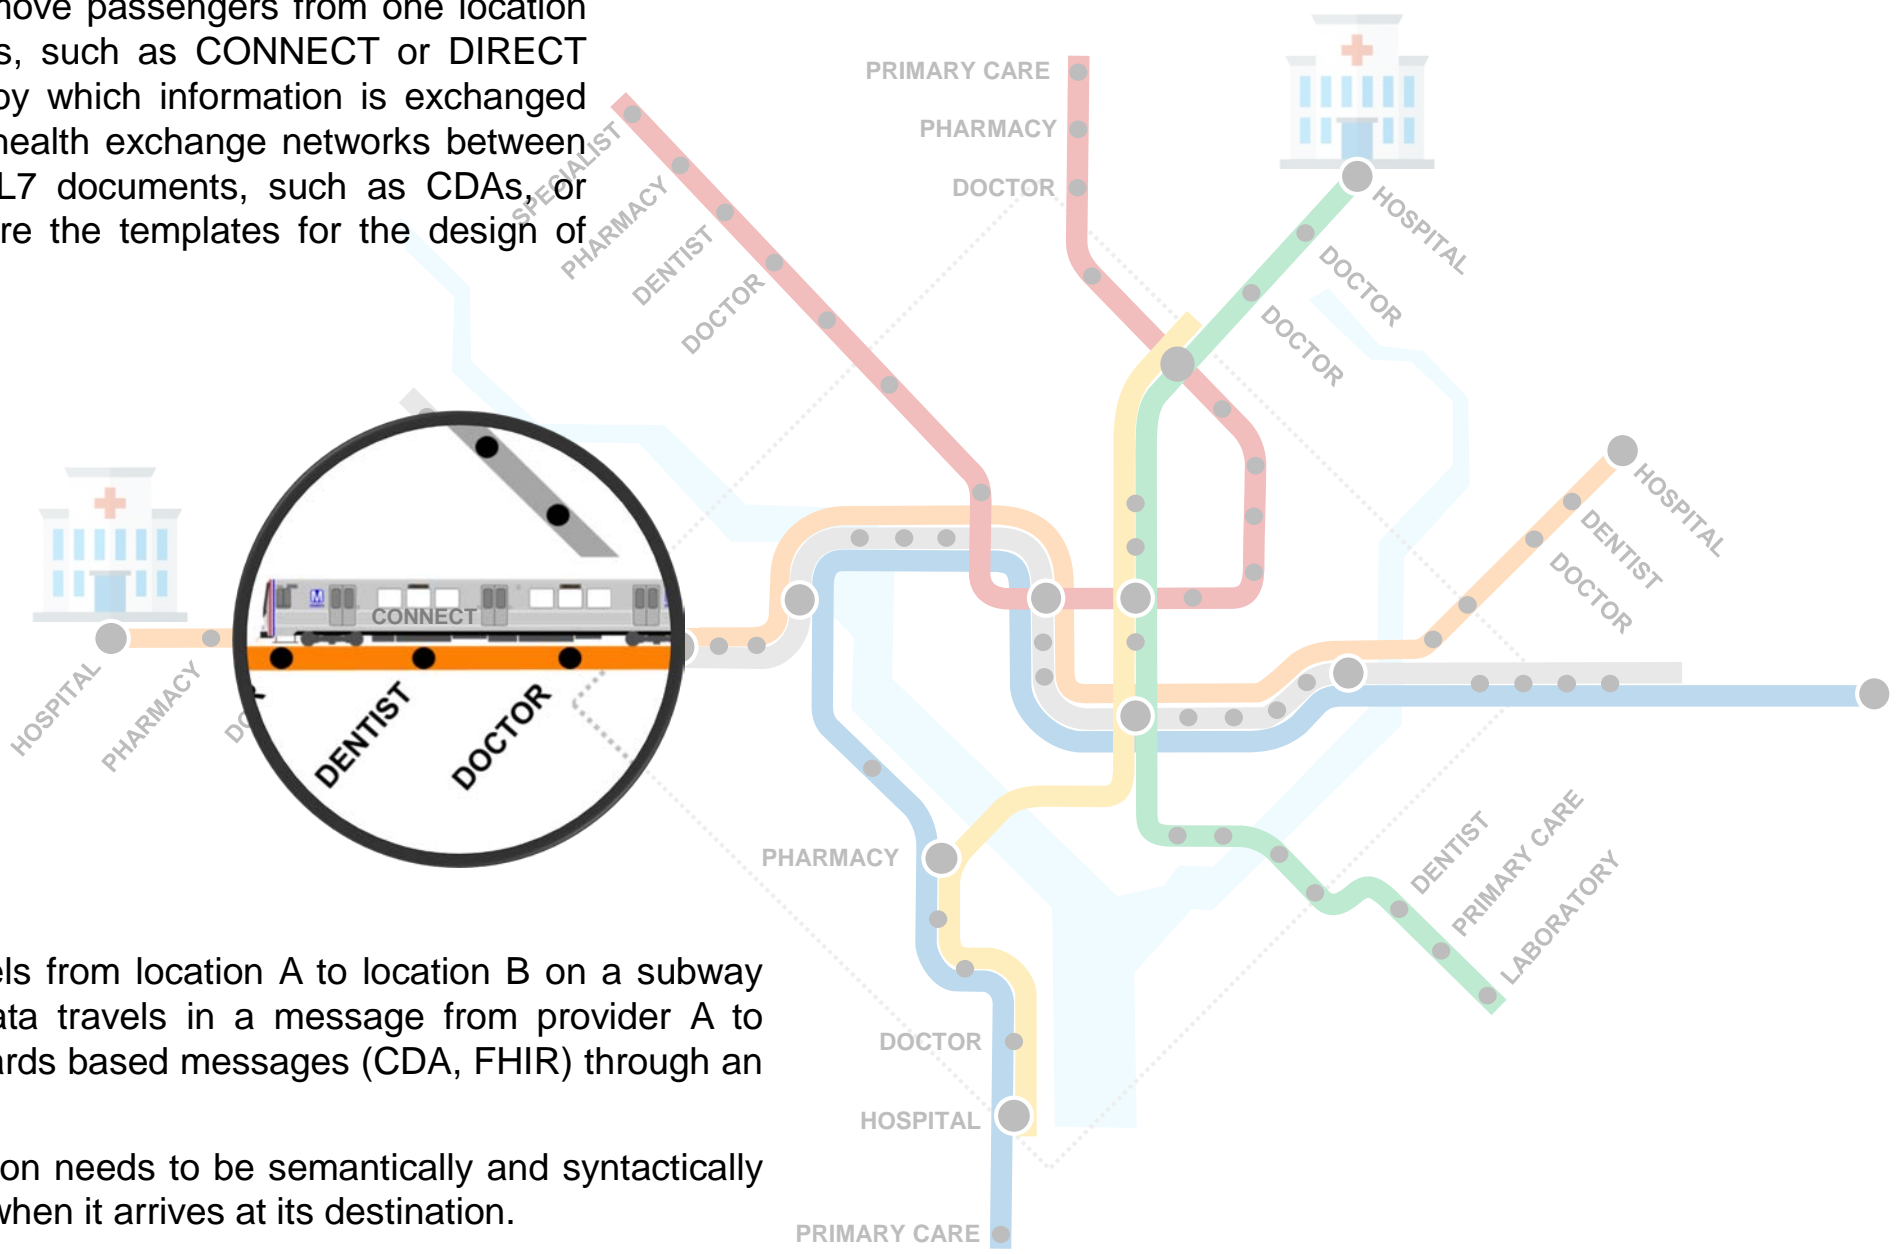 move passengers from one location
s, such as CONNECT or DIRECT
by which information is exchanged
health exchange networks between
L7 documents, such as CDAs, or
re the templates for the design of
PRIMARY CARE
PHARMACY
DOCTOR
SPECIALIST
PHARMACY
DENTIST
DOCTOR
HOSPITAL
DOCTOR
DOCTOR
HOSPITAL
DENTIST
DOCTOR
CONNECT
HOSPITAL
PHARMACY
DENTIST
DOCTOR
PHARMACY
DENTIST
PRIMARY CARE
LABORATORY
els from location A to location B on a subway
ata travels in a message from provider A to
ards based messages (CDA, FHIR) through an
DOCTOR
HOSPITAL
on needs to be semantically and syntactically
when it arrives at its destination.
PRIMARY CARE